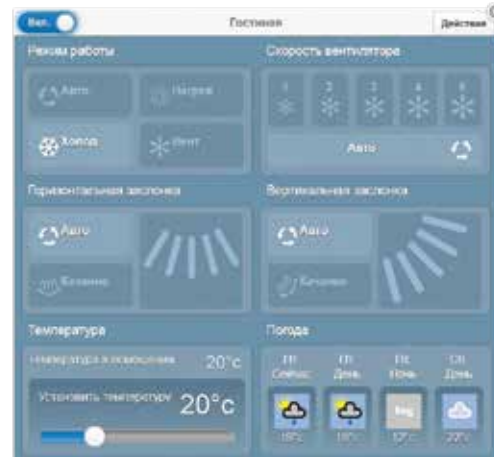 Вкл. Гостиная Действия
Режим работы
Авто Нагрев
Холод Вент
Скорость вентилятора
1 2 3 4 5
Авто
Горизонтальная заслонка
Авто
Качание
Вертикальная заслонка
Авто
Качание
Температура
Температура в помещении 20°c
Установить температуру 20°c
Погода
Сейчас День Ночь День